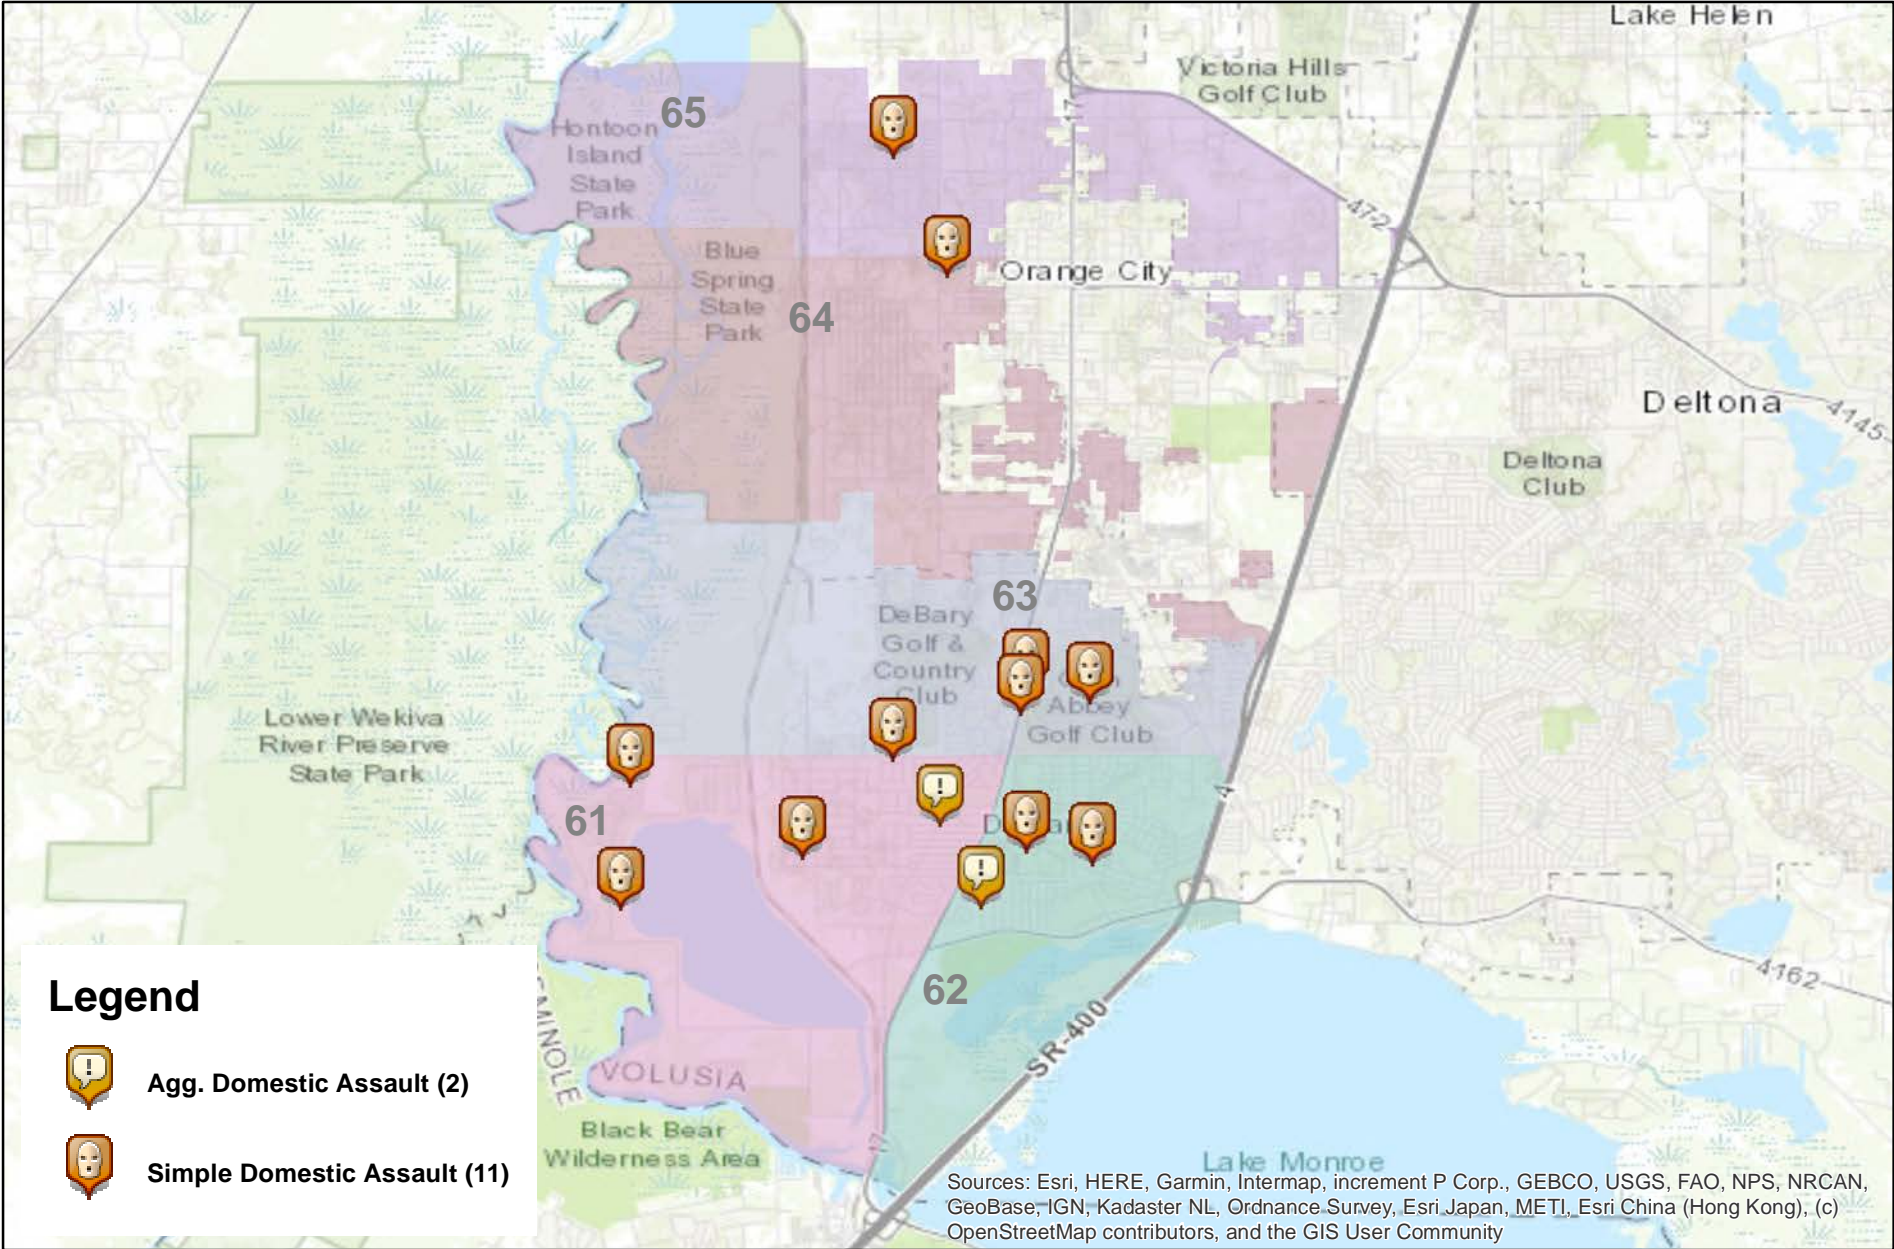 Lake Helen
Victoria Hills
Golf Club
65
17
Hontoon
Island
State
Park
472
Blue
Spring
State
Park
64
Orange City
Deltona
4145
Deltona
Club
63
DeBary
Golf &
Country
Club
Abbey
Golf Club
Lower Wekiva
River Preserve
State Park
4
61
62
4162
SR-400
SEMINOLE
VOLUSIA
17
Black Bear
Wilderness Area
Lake Monroe
Legend
Agg. Domestic Assault (2)
Simple Domestic Assault (11)
Sources: Esri, HERE, Garmin, Intermap, increment P Corp., GEBCO, USGS, FAO, NPS, NRCAN,
GeoBase, IGN, Kadaster NL, Ordnance Survey, Esri Japan, METI, Esri China (Hong Kong), (c)
OpenStreetMap contributors, and the GIS User Community